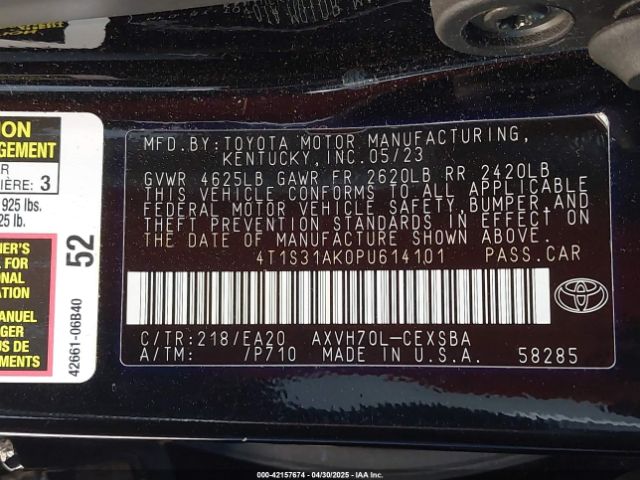 MFD.BY:TOYOTA MOTOR MANUFACTURING,
KENTUCKY,INC.05/23
GVWR 4625LB GAWR FR 2620LB RR 2420LB
THIS VEHICLE CONFORMS TO ALL APPLICABLE
FEDERAL MOTOR VEHICLE SAFETY,BUMPER,AND
THEFT PREVENTION STANDARDS IN EFFECT ON
THE DATE OF MANUFACTURE SHOWN ABOVE.
4T1S31AK0PU614101 PASS.CAR
C/TR:218/EA20 AXVH70L-CEXSBA
A/TM: /P710 MADE IN U.S.A. 58285
TOYOTA
3
925 lbs.
25 lb.
52
42661-06B40
MANUEL
000-42157674 - 04/30/2025 - IAA Inc.